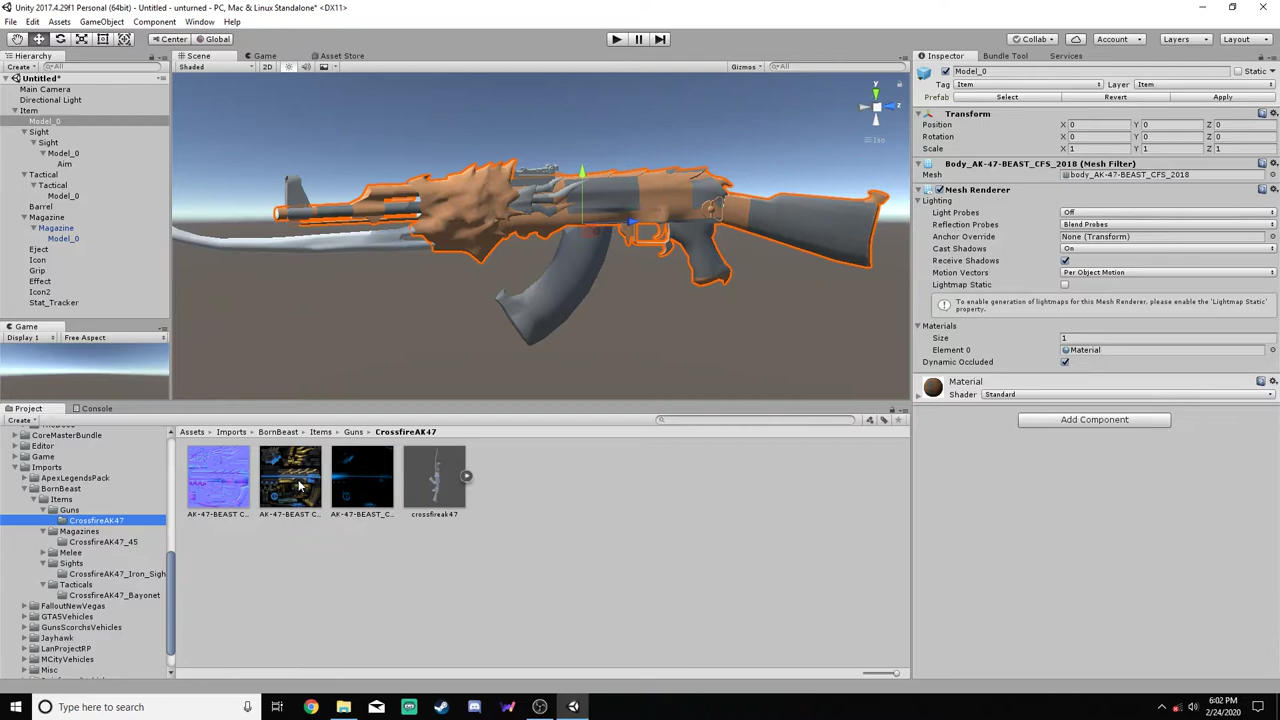 Unity 2017.4.29f1 Personal (64bit) - Untitled - unturned - PC, Mac & Linux Standalone* <DX11>
File Edit Assets GameObject Component Window Help
Center Global Collab Account Layers Layout
Hierarchy Scene Game Asset Store Inspector Bundle Tool Services
Create All Shaded 2D Gizmos All
Model_0 Static
Untitled*
Tag Item Layer Item
Main Camera
Prefab Select Revert Apply
Directional Light
Item
Transform
Model_0
Position X 0 Y 0 Z 0
Sight
Rotation X 0 Y 0 Z 0
Sight
Scale X 1 Y 1 Z 1
Model_0
Aim
Body_AK-47-BEAST_CFS_2018 (Mesh Filter)
Tactical
Mesh body_AK-47-BEAST_CFS_2018
Tactical
Mesh Renderer
Model_0
Lighting
Barrel
Light Probes Off
Magazine
Reflection Probes Blend Probes
Magazine
Anchor Override None (Transform)
Model_0
Cast Shadows On
Eject
Receive Shadows
Icon
Motion Vectors Per Object Motion
Grip
Lightmap Static
Effect
Icon2
To enable generation of lightmaps for this Mesh Renderer, please enable the 'Lightmap Static' property.
Stat_Tracker
Materials
Game
Size 1
Display 1 Free Aspect
Element 0 Material
Dynamic Occluded
Material
Shader Standard
Add Component
y
z
Iso
Project Console
Create
Assets Imports BornBeast Items Guns CrossfireAK47
CoreMasterBundle
Editor
Game
Imports
ApexLegendsPack
BornBeast
Items
Guns
CrossfireAK47
Magazines
CrossfireAK47_45
Melee
Sights
CrossfireAK47_Iron_Sigh
Tacticals
CrossfireAK47_Bayonet
FalloutNewVegas
GTA5Vehicles
GunsScorchsVehicles
Jayhawk
LanProjectRP
MCityVehicles
Misc
AK-47-BEAST C... AK-47-BEAST C... AK-47-BEAST_C... crossfireak47
Type here to search
6:02 PM
2/24/2020